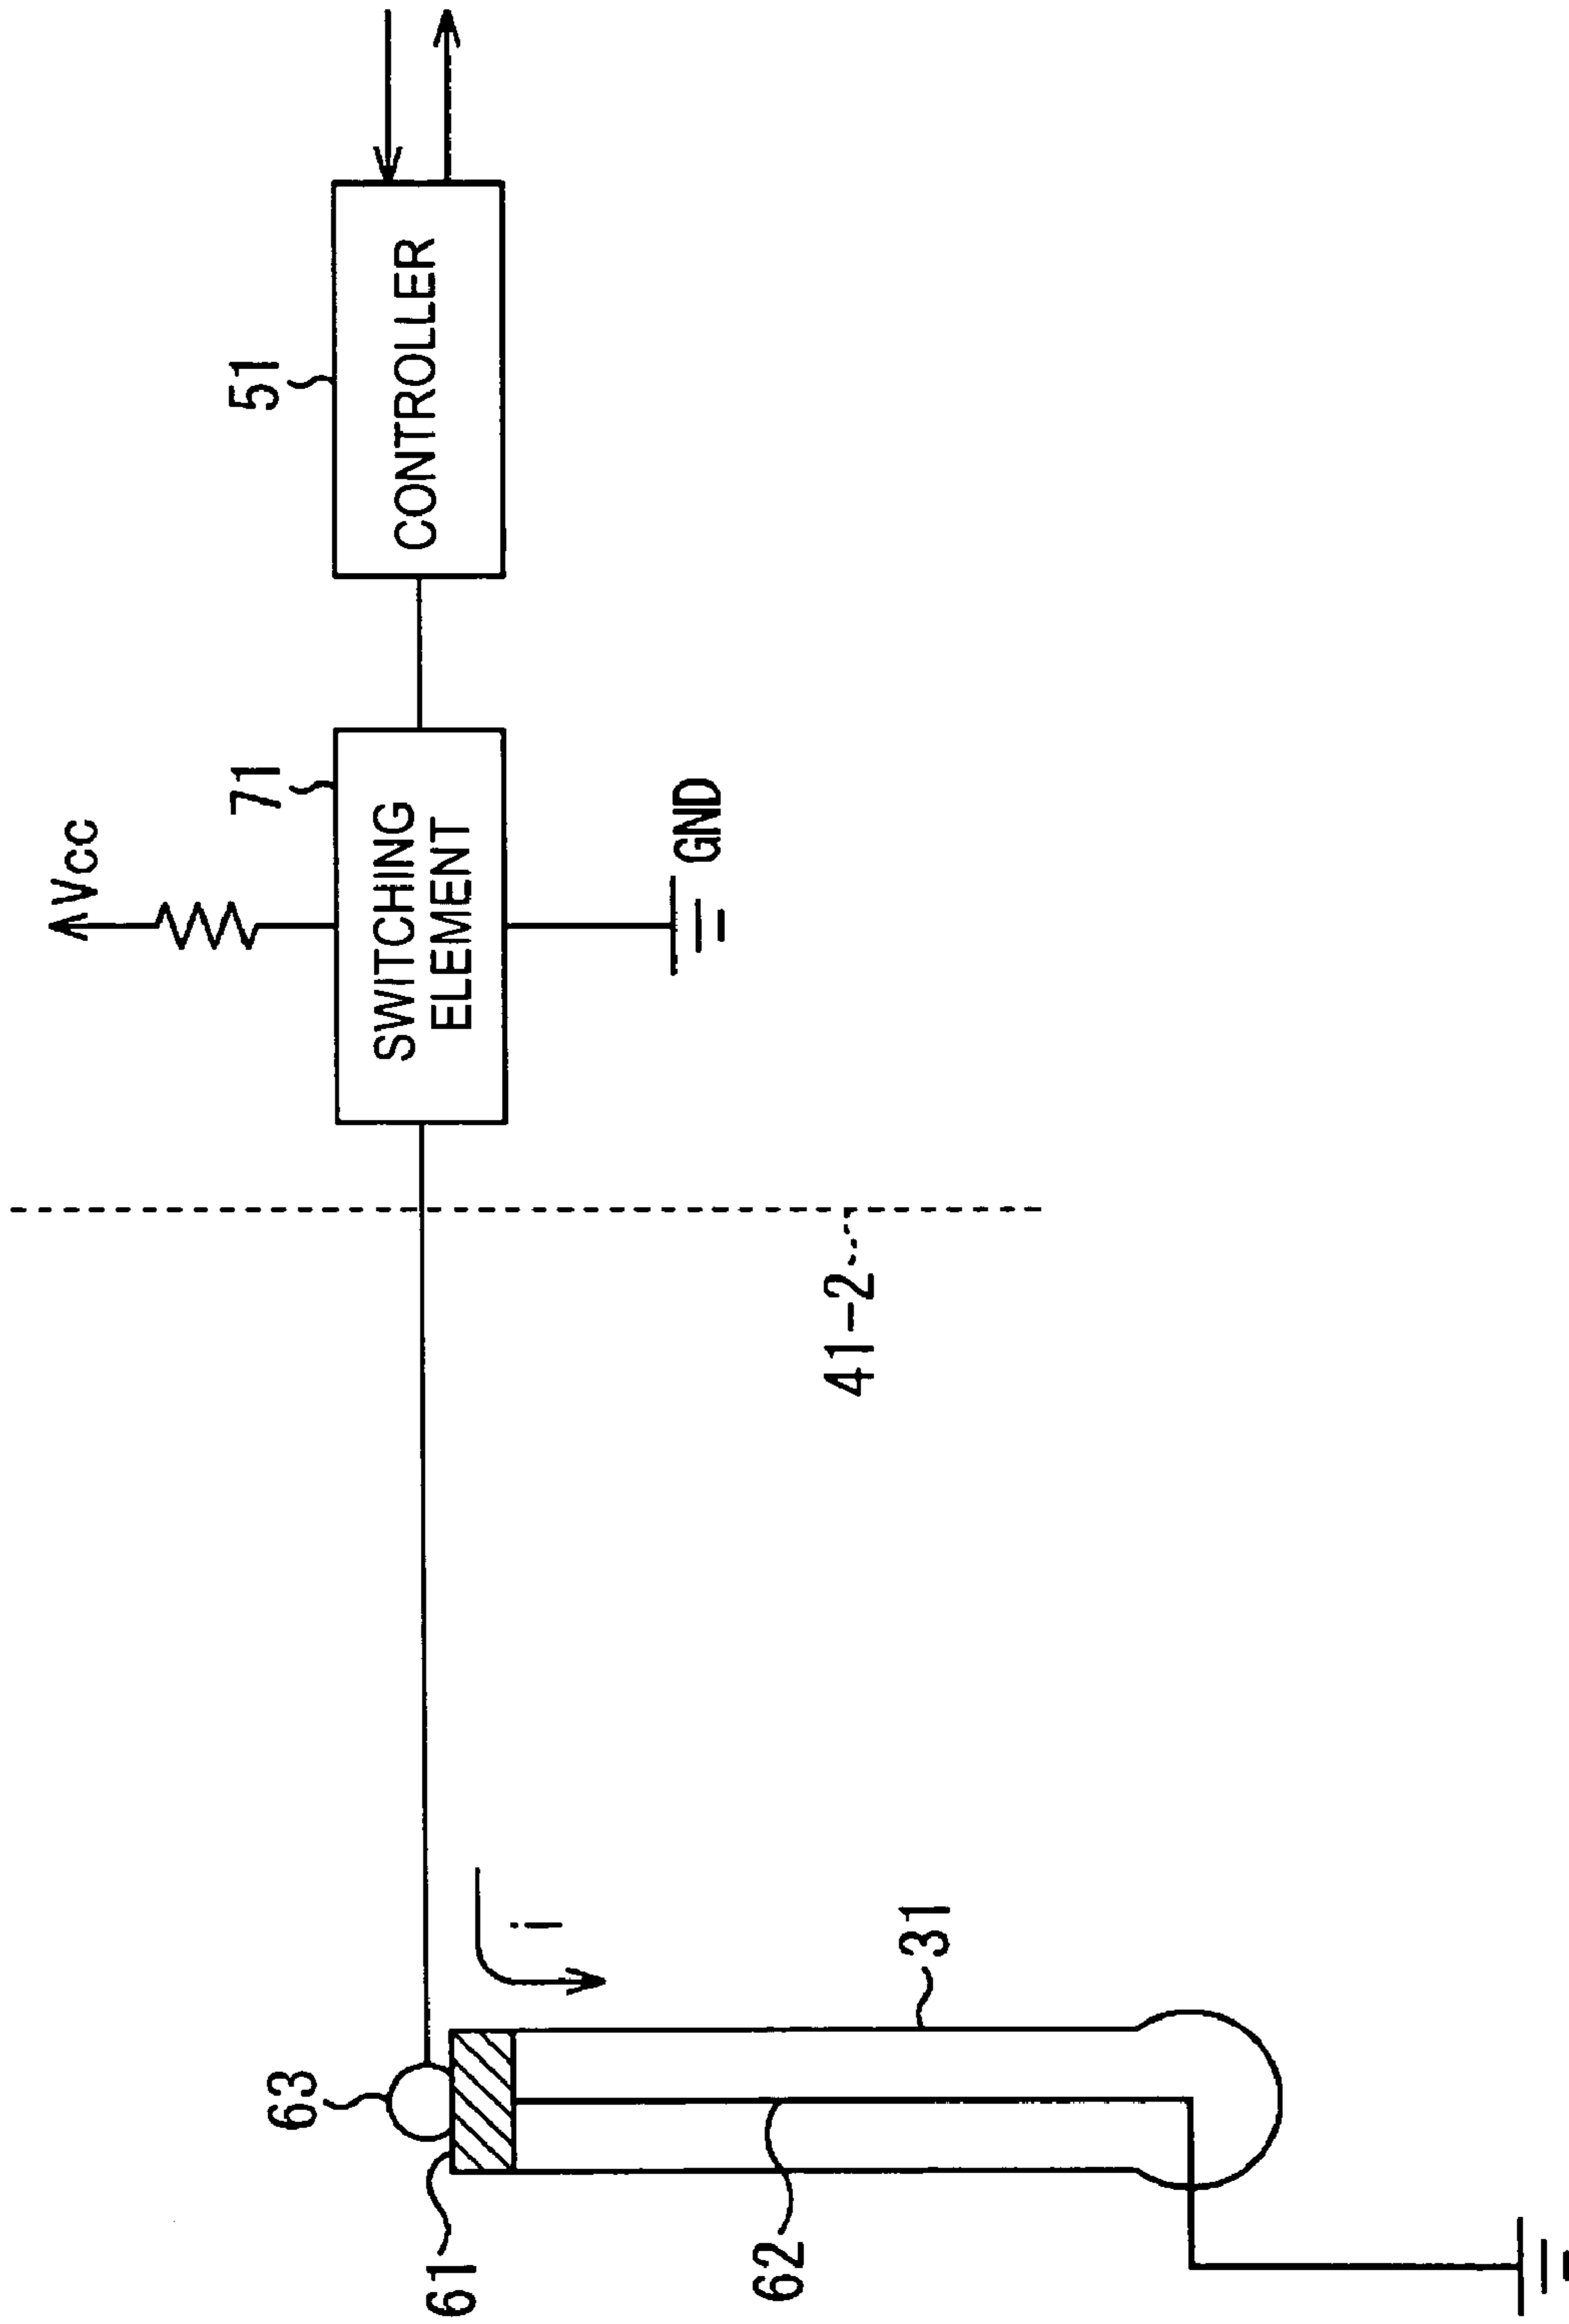 Vcc
63
71
51
SWITCHING
ELEMENT
CONTROLLER
61
i
GND
62
31
41-2